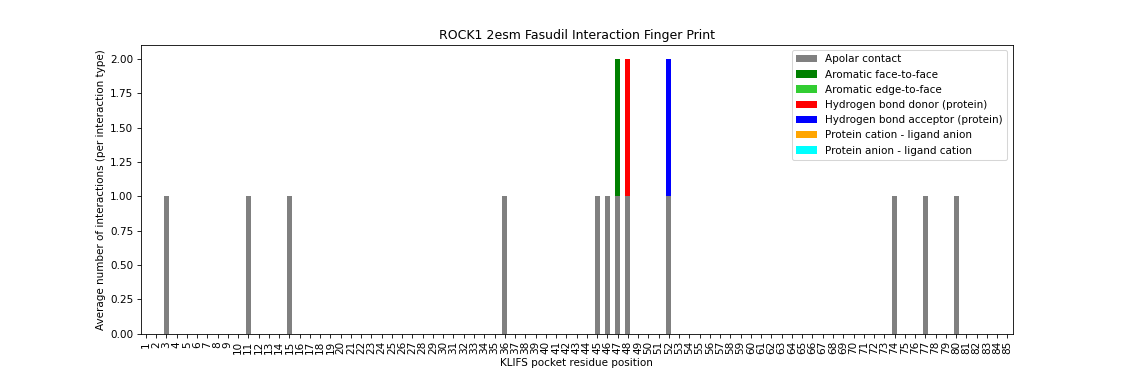 ROCK1 2esm Fasudil Interaction Finger Print
Average number of interactions (per interaction type)
2.00
1.75
1.50
1.25
1.00
0.75
0.50
0.25
0.00
Apolar contact
Aromatic face-to-face
Aromatic edge-to-face
Hydrogen bond donor (protein)
Hydrogen bond acceptor (protein)
Protein cation - ligand anion
Protein anion - ligand cation
1 2 3 4 5 6 7 8 9 10 11 12 13 14 15 16 17 18 19 20 21 22 23 24 25 26 27 28 29 30 31 32 33 34 35 36 37 38 39 40 41 42 43 44 45 46 47 48 49 50 51 52 53 54 55 56 57 58 59 60 61 62 63 64 65 66 67 68 69 70 71 72 73 74 75 76 77 78 79 80 81 82 83 84 85
KLIFS pocket residue position